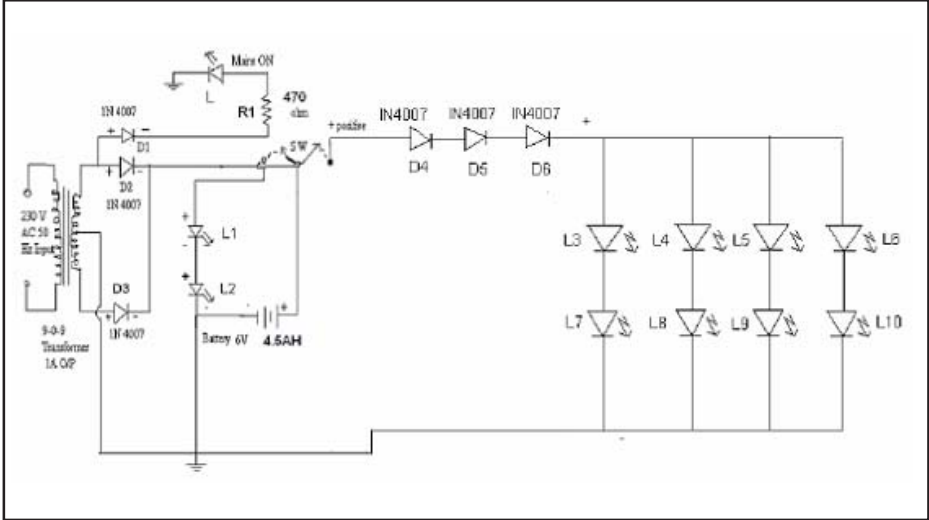 Mains ON
L
R1
470
ohm
1N 4007
+ -
D1
+ -
D2
1N 4007
SW
+ positive
IN4007 IN4007 IN4007
D4 D5 D6
+
230 V
AC 50
Hz Input
+
L1
-
+
L2
L3 L4 L5 L6
L7 L8 L9 L10
D3
+ -
1N 4007
9-0-9
Transformer
1A O/P
Battery 6V
+
4.5AH
-